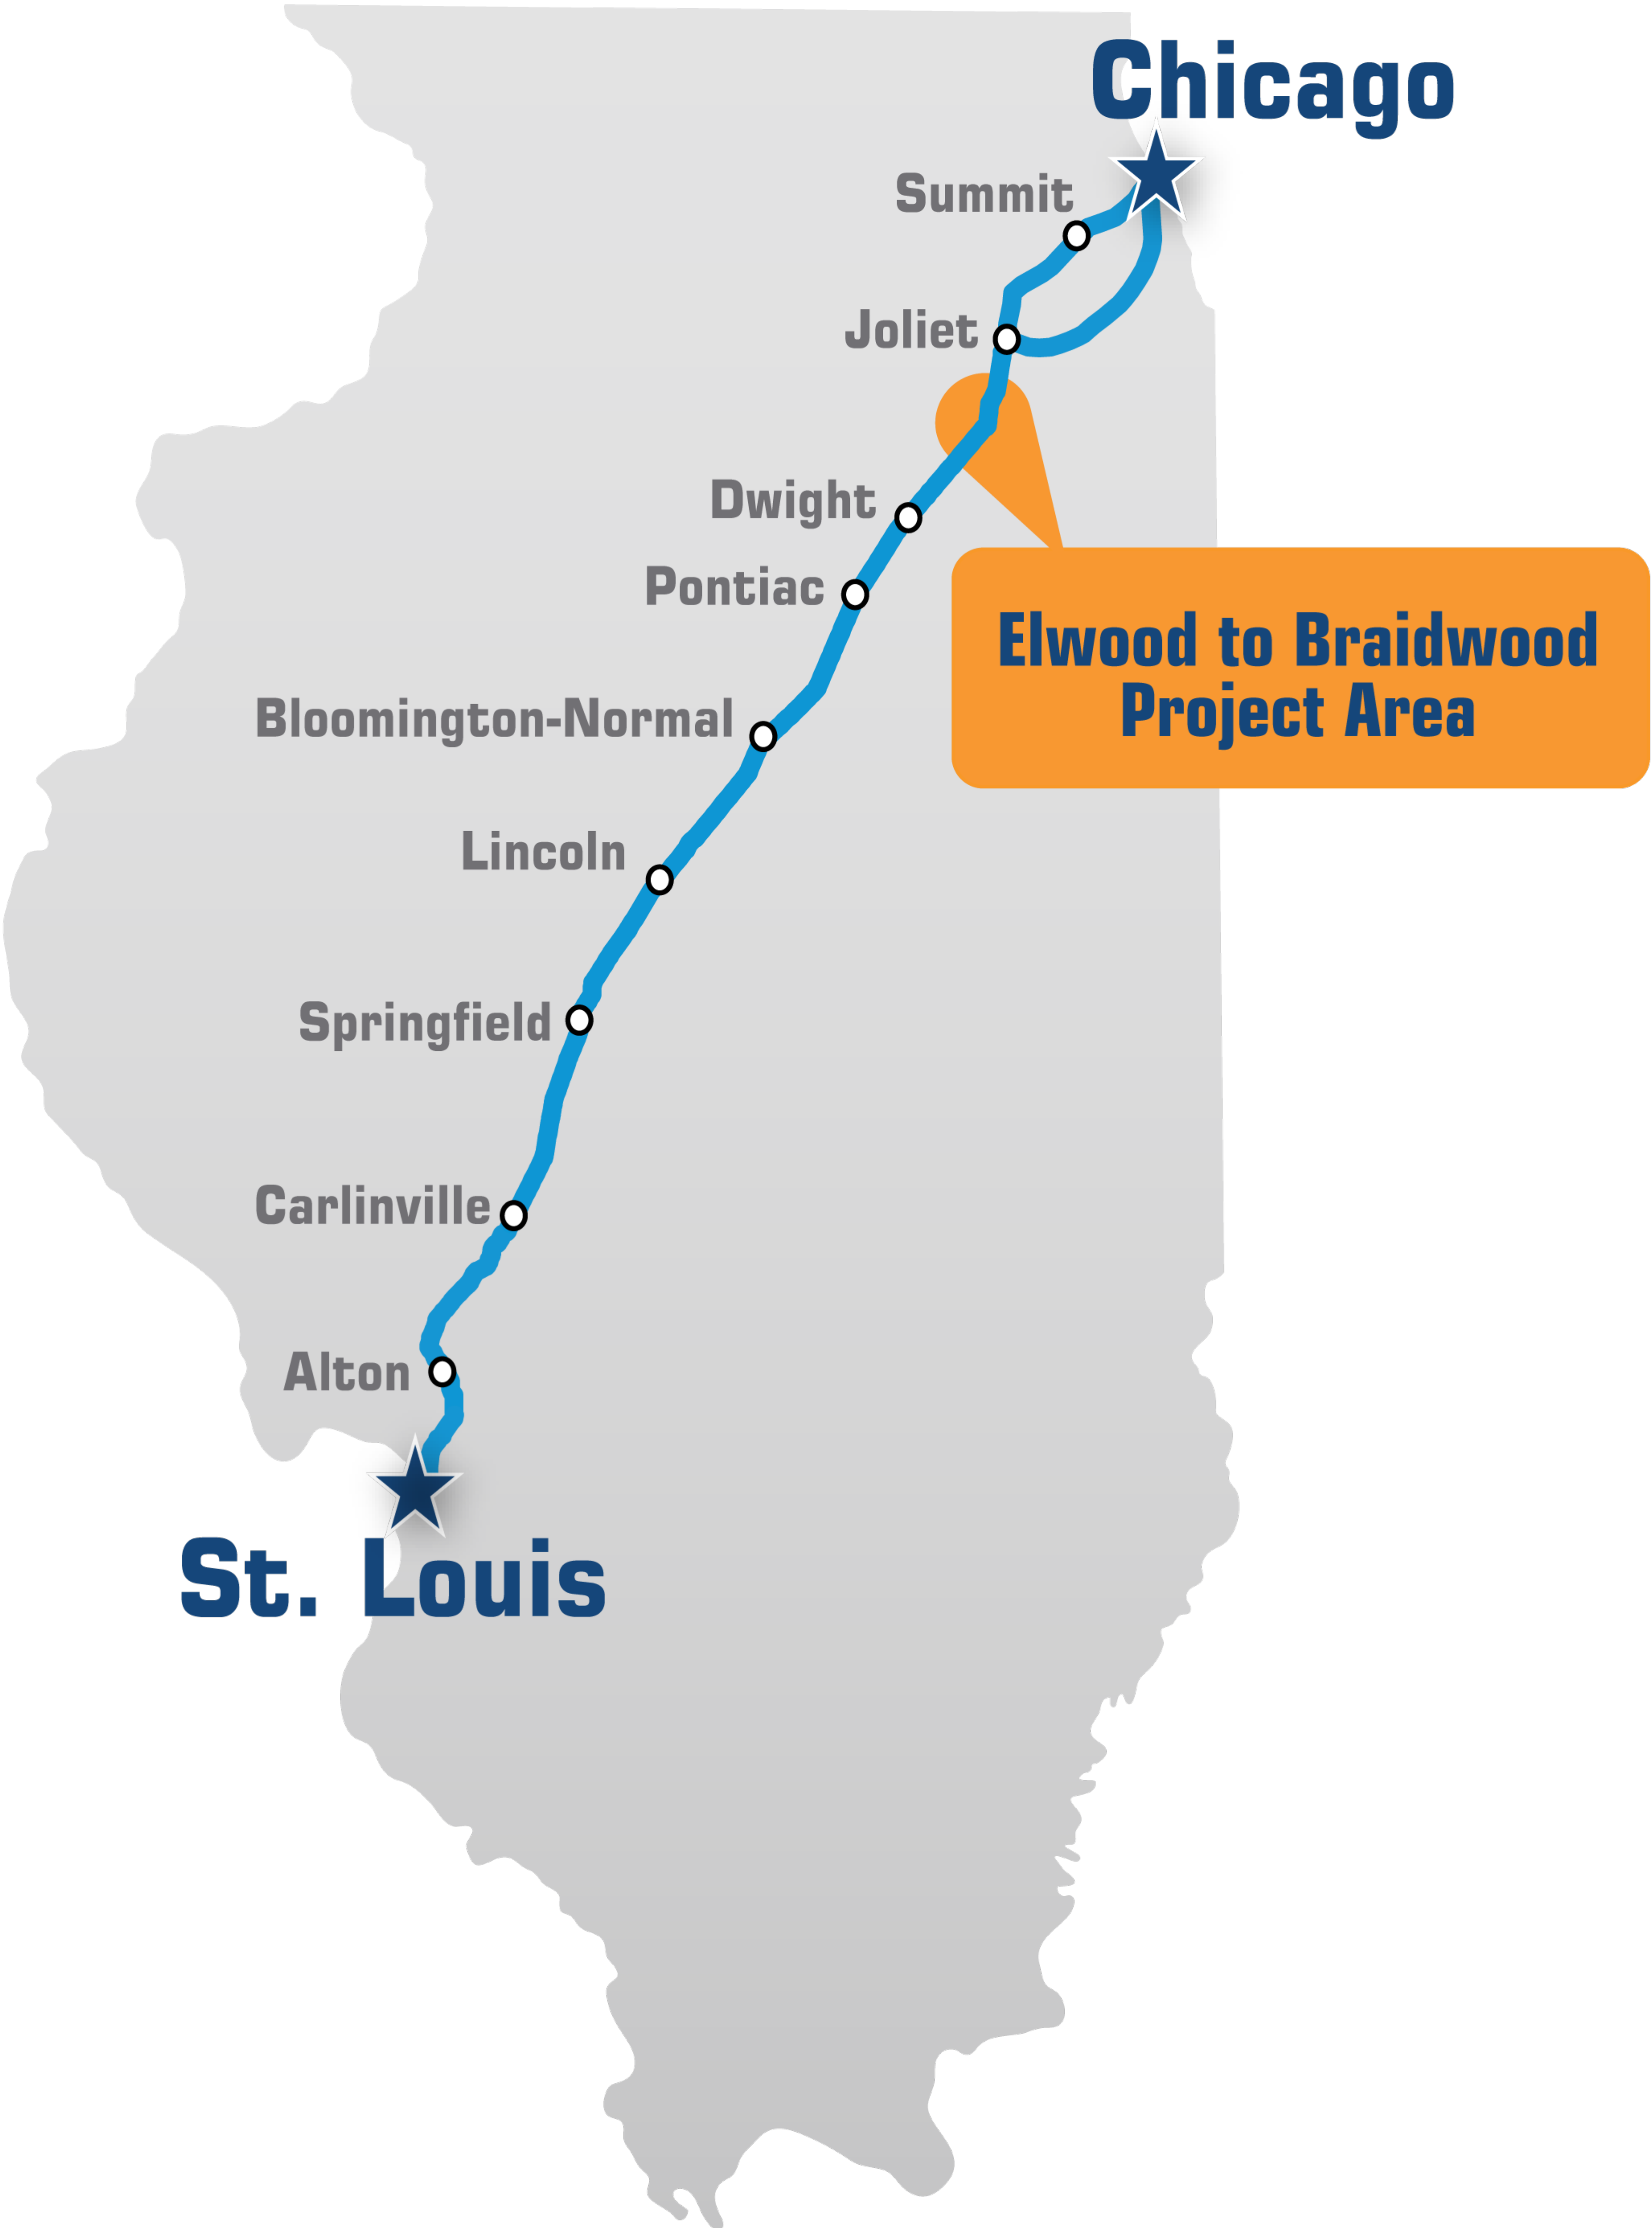 Chicago
Summit
Joliet
Dwight
Pontiac
Elwood to Braidwood
Project Area
Bloomington-Normal
Lincoln
Springfield
Carlinville
Alton
St. Louis